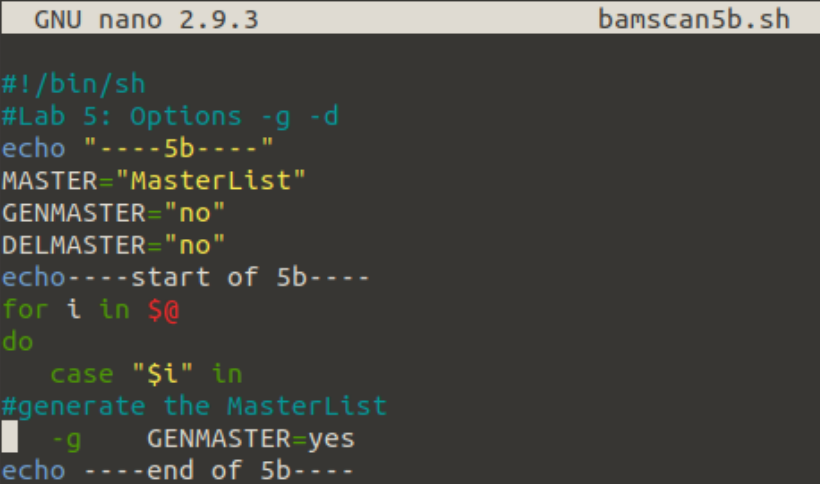 GNU nano 2.9.3 bamscan5b.sh
#!/bin/sh
#Lab 5: Options -g -d
echo "----5b----"
MASTER="MasterList"
GENMASTER="no"
DELMASTER="no"
echo----start of 5b----
for i in $@
do
   case "$i" in
#generate the MasterList
   -g    GENMASTER=yes
echo ----end of 5b----